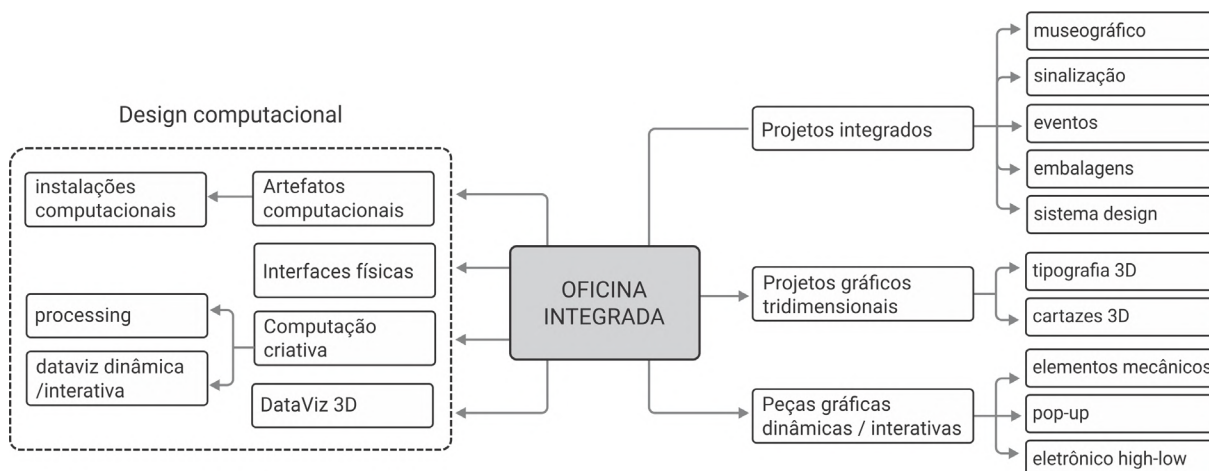 Design computacional
instalações
computacionais
Artefatos
computacionais
Interfaces físicas
processing
Computação
criativa
dataviz dinâmica
/interativa
DataViz 3D
OFICINA
INTEGRADA
Projetos integrados
museográfico
sinalização
eventos
embalagens
sistema design
Projetos gráficos
tridimensionais
tipografia 3D
cartazes 3D
Peças gráficas
dinâmicas / interativas
elementos mecânicos
pop-up
eletrônico high-low